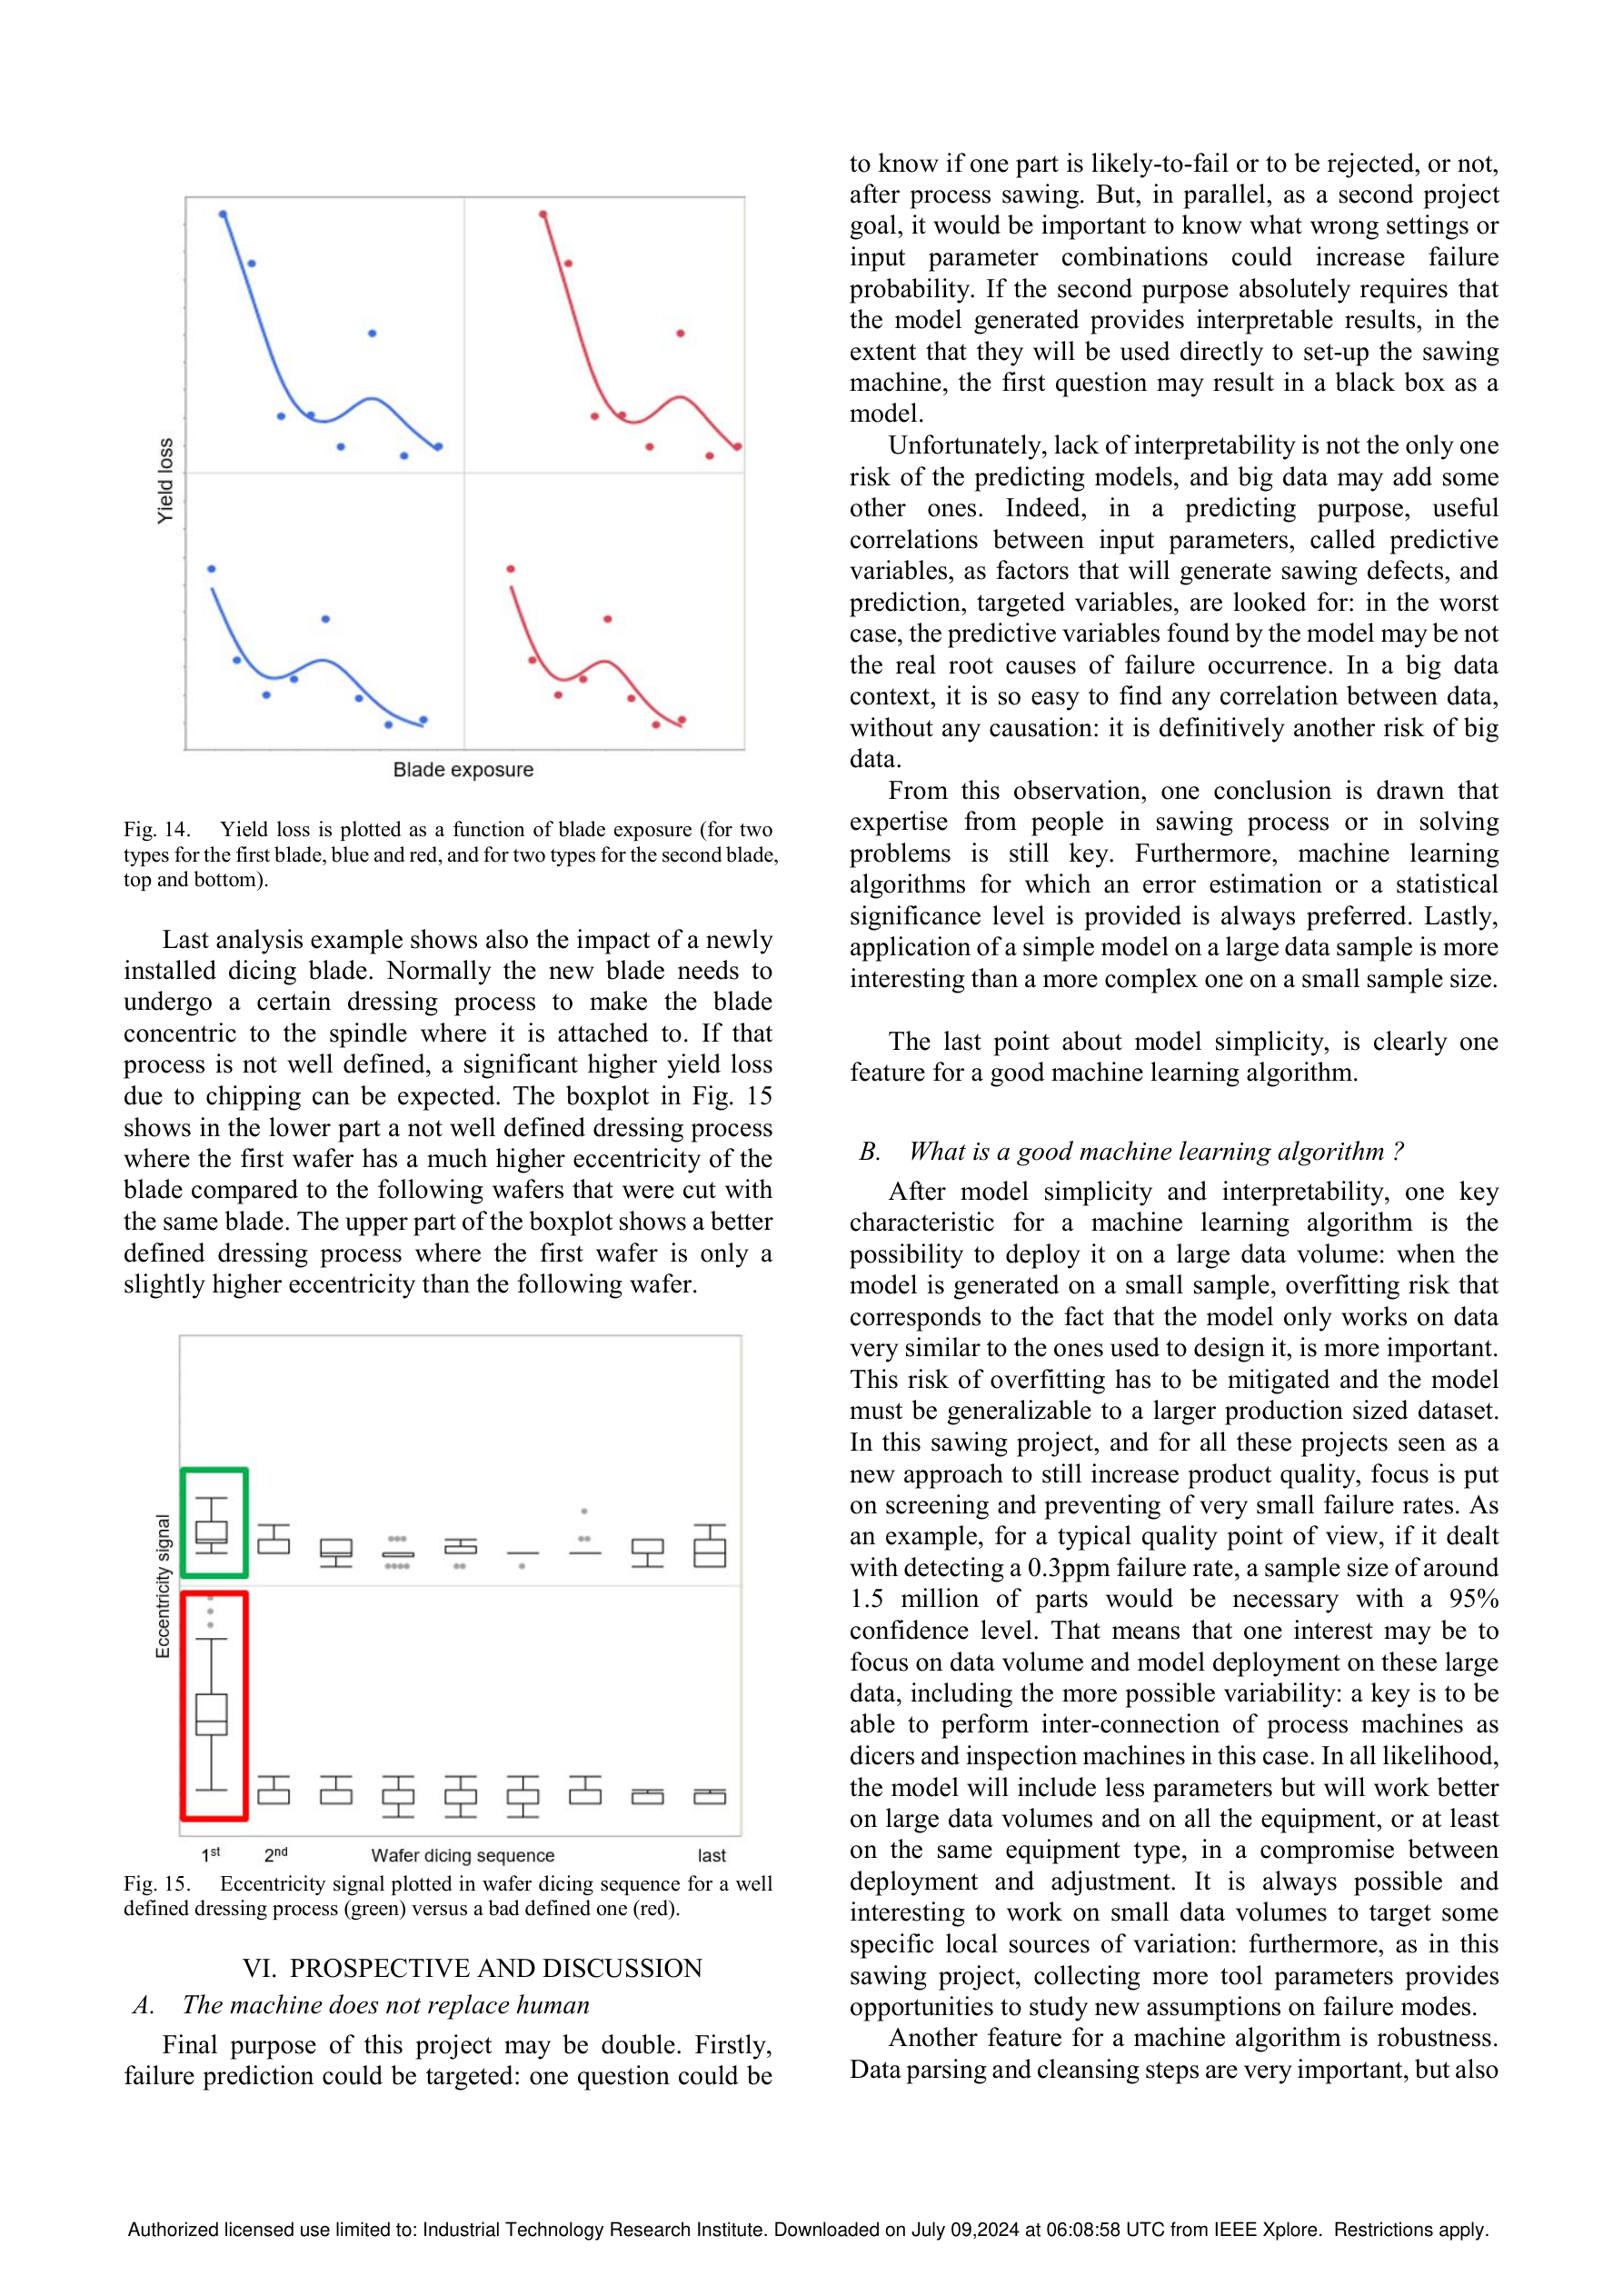 Yield loss
Blade exposure
Fig. 14. Yield loss is plotted as a function of blade exposure (for two
types for the first blade, blue and red, and for two types for the second blade,
top and bottom).
Last analysis example shows also the impact of a newly
installed dicing blade. Normally the new blade needs to
undergo a certain dressing process to make the blade
concentric to the spindle where it is attached to. If that
process is not well defined, a significant higher yield loss
due to chipping can be expected. The boxplot in Fig. 15
shows in the lower part a not well defined dressing process
where the first wafer has a much higher eccentricity of the
blade compared to the following wafers that were cut with
the same blade. The upper part of the boxplot shows a better
defined dressing process where the first wafer is only a
slightly higher eccentricity than the following wafer.
Eccentricity signal
1st 2nd Wafer dicing sequence last
Fig. 15. Eccentricity signal plotted in wafer dicing sequence for a well
defined dressing process (green) versus a bad defined one (red).
VI. PROSPECTIVE AND DISCUSSION
A. The machine does not replace human
Final purpose of this project may be double. Firstly,
failure prediction could be targeted: one question could be
to know if one part is likely-to-fail or to be rejected, or not,
after process sawing. But, in parallel, as a second project
goal, it would be important to know what wrong settings or
input parameter combinations could increase failure
probability. If the second purpose absolutely requires that
the model generated provides interpretable results, in the
extent that they will be used directly to set-up the sawing
machine, the first question may result in a black box as a
model.
Unfortunately, lack of interpretability is not the only one
risk of the predicting models, and big data may add some
other ones. Indeed, in a predicting purpose, useful
correlations between input parameters, called predictive
variables, as factors that will generate sawing defects, and
prediction, targeted variables, are looked for: in the worst
case, the predictive variables found by the model may be not
the real root causes of failure occurrence. In a big data
context, it is so easy to find any correlation between data,
without any causation: it is definitively another risk of big
data.
From this observation, one conclusion is drawn that
expertise from people in sawing process or in solving
problems is still key. Furthermore, machine learning
algorithms for which an error estimation or a statistical
significance level is provided is always preferred. Lastly,
application of a simple model on a large data sample is more
interesting than a more complex one on a small sample size.
The last point about model simplicity, is clearly one
feature for a good machine learning algorithm.
B. What is a good machine learning algorithm ?
After model simplicity and interpretability, one key
characteristic for a machine learning algorithm is the
possibility to deploy it on a large data volume: when the
model is generated on a small sample, overfitting risk that
corresponds to the fact that the model only works on data
very similar to the ones used to design it, is more important.
This risk of overfitting has to be mitigated and the model
must be generalizable to a larger production sized dataset.
In this sawing project, and for all these projects seen as a
new approach to still increase product quality, focus is put
on screening and preventing of very small failure rates. As
an example, for a typical quality point of view, if it dealt
with detecting a 0.3ppm failure rate, a sample size of around
1.5 million of parts would be necessary with a 95%
confidence level. That means that one interest may be to
focus on data volume and model deployment on these large
data, including the more possible variability: a key is to be
able to perform inter-connection of process machines as
dicers and inspection machines in this case. In all likelihood,
the model will include less parameters but will work better
on large data volumes and on all the equipment, or at least
on the same equipment type, in a compromise between
deployment and adjustment. It is always possible and
interesting to work on small data volumes to target some
specific local sources of variation: furthermore, as in this
sawing project, collecting more tool parameters provides
opportunities to study new assumptions on failure modes.
Another feature for a machine algorithm is robustness.
Data parsing and cleansing steps are very important, but also
Authorized licensed use limited to: Industrial Technology Research Institute. Downloaded on July 09,2024 at 06:08:58 UTC from IEEE Xplore. Restrictions apply.